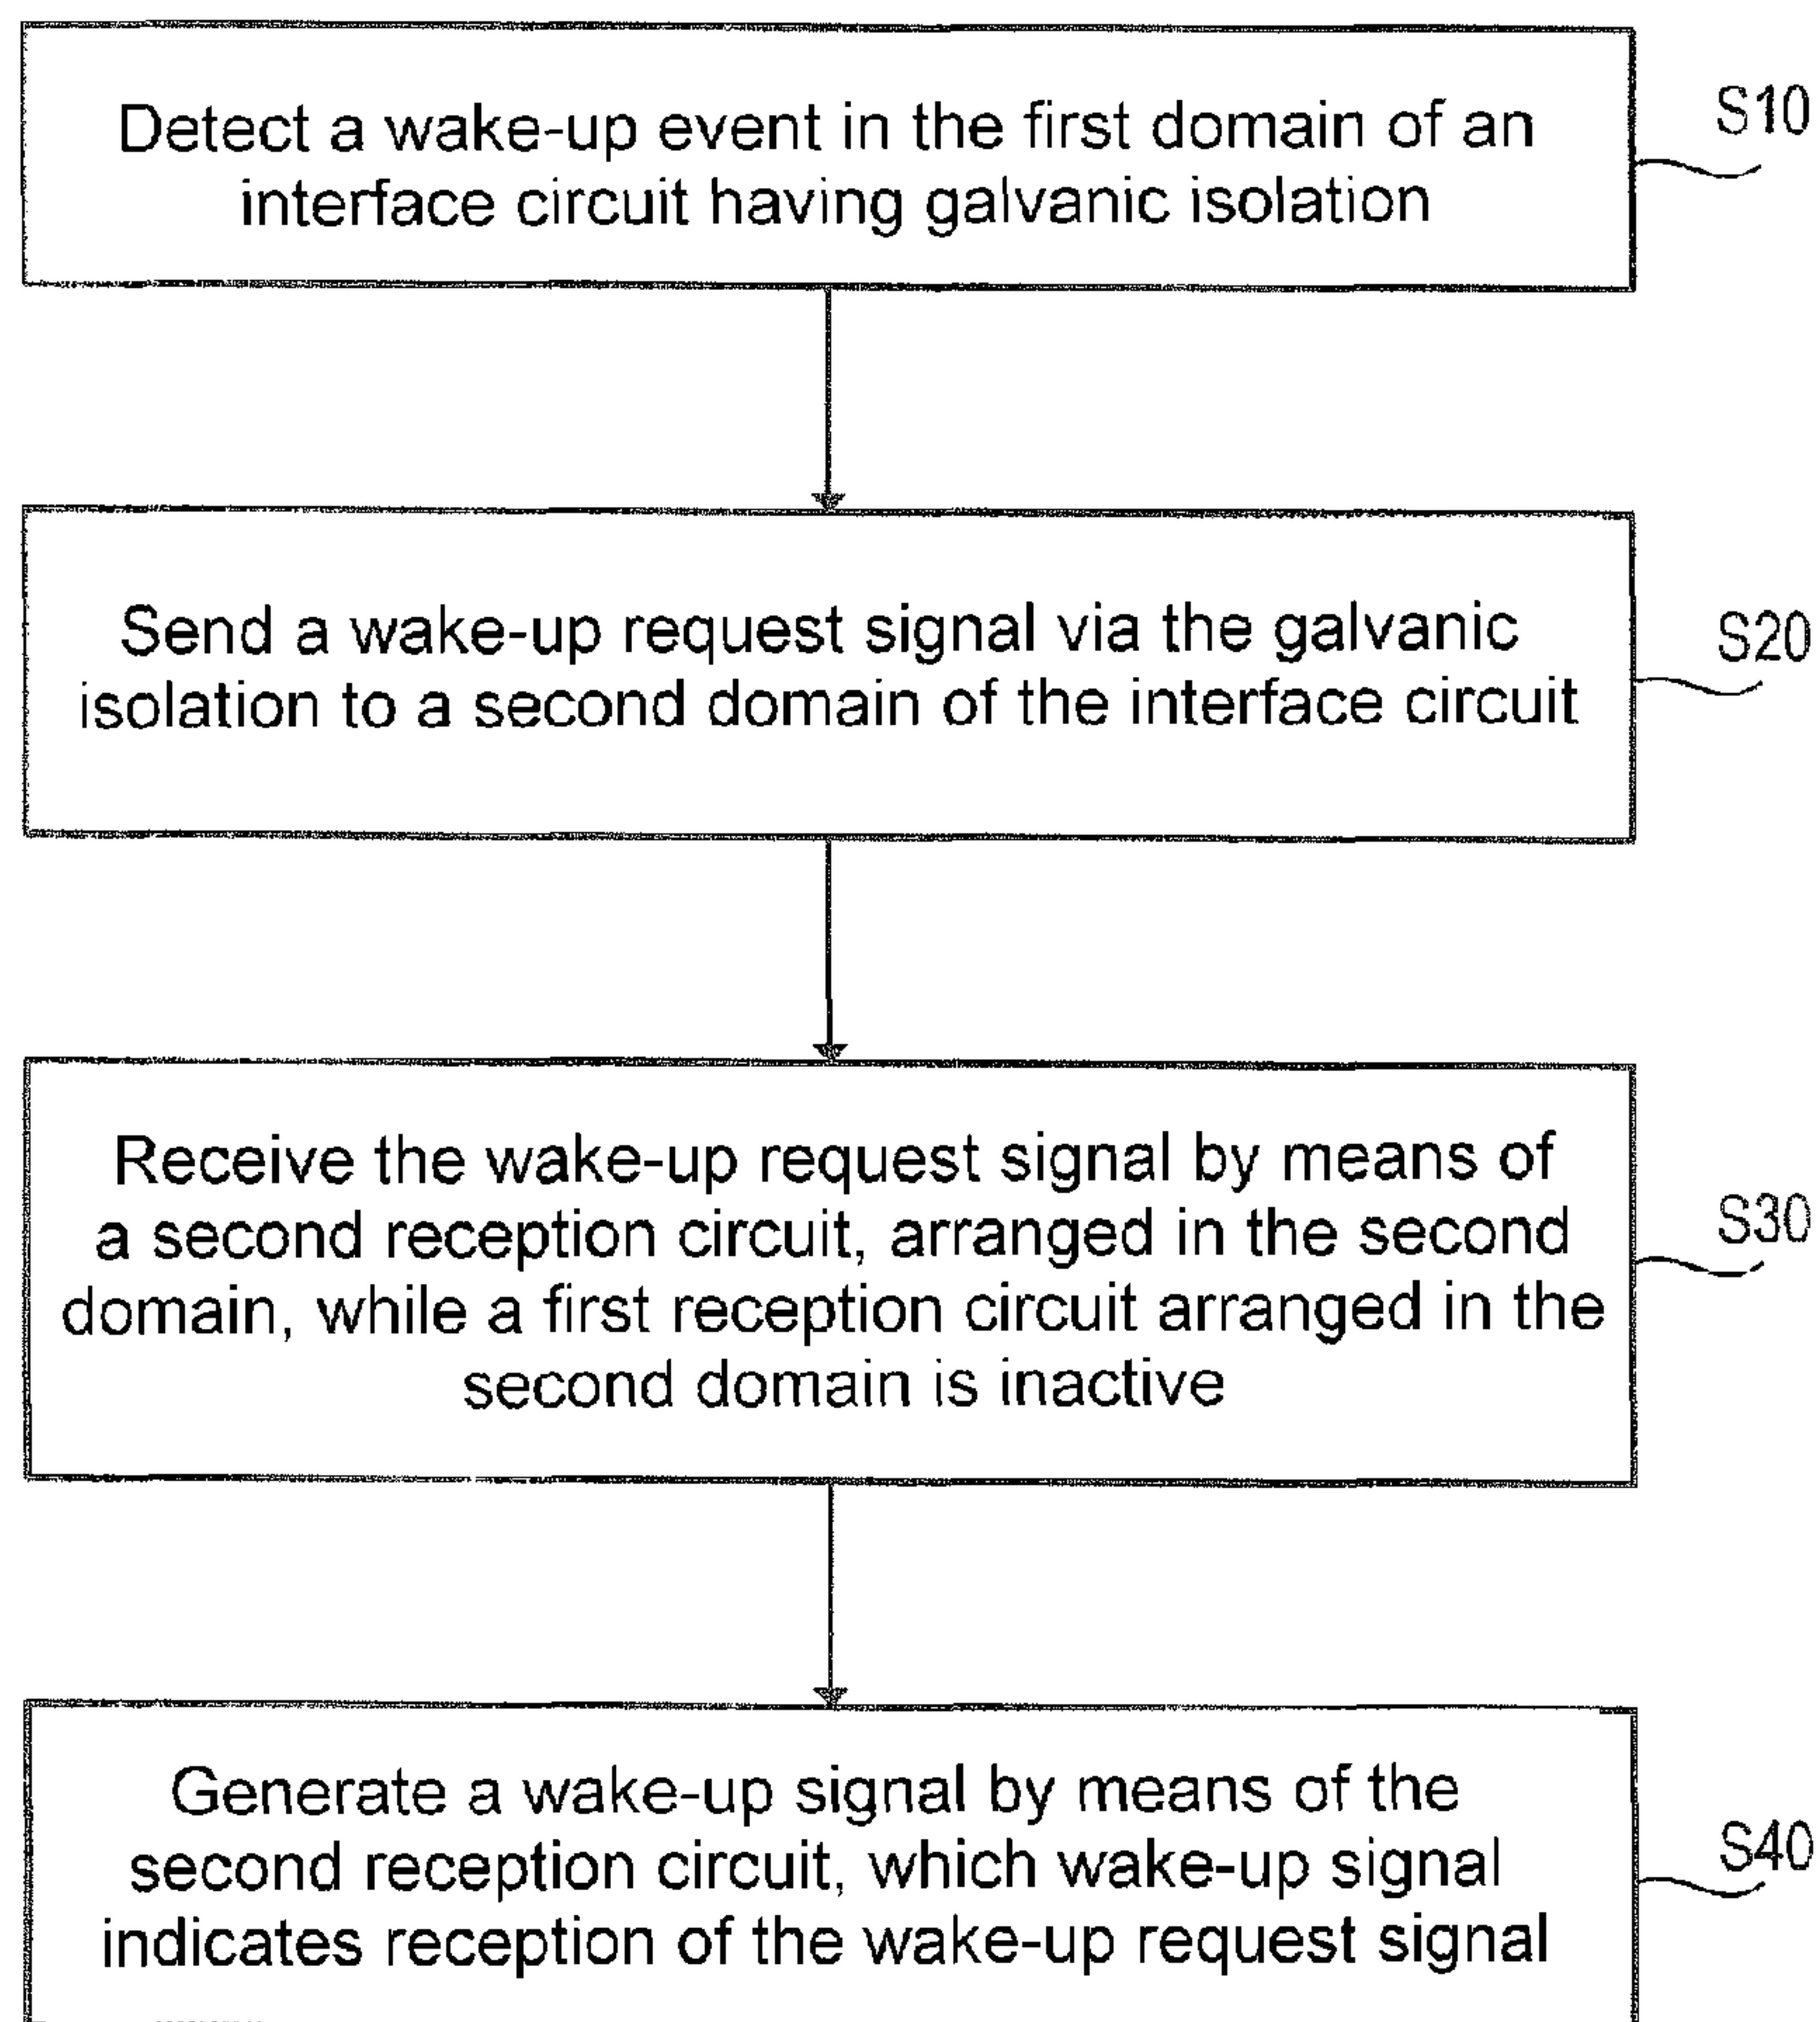 Detect a wake-up event in the first domain of an
interface circuit having galvanic isolation
S10
Send a wake-up request signal via the galvanic
isolation to a second domain of the interface circuit
S20
Receive the wake-up request signal by means of
a second reception circuit, arranged in the second
domain, while a first reception circuit arranged in the
second domain is inactive
S30
Generate a wake-up signal by means of the
second reception circuit, which wake-up signal
indicates reception of the wake-up request signal
S40